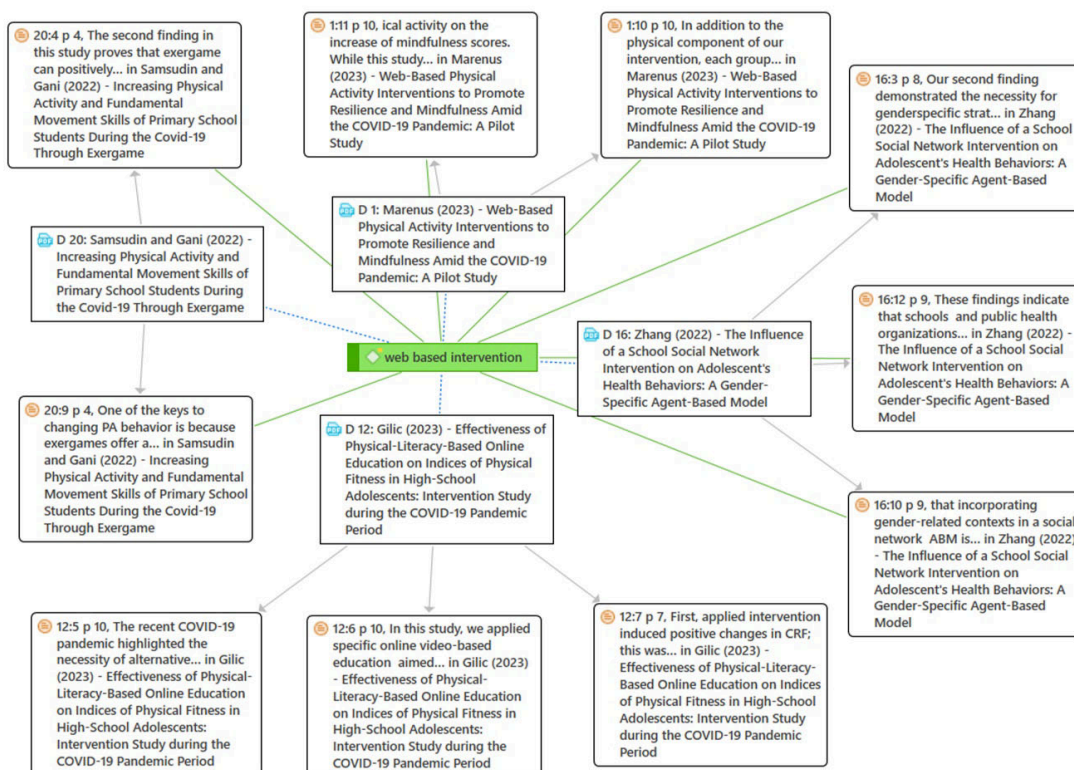 20:4 p 4, The second finding
in this study proves that exergame
can positively... in Samsudin and
Gani (2022) - Increasing Physical
Activity and Fundamental
Movement Skills of Primary School
Students During the Covid-19
Through Exergame
1:11 p 10, ical activity on the
increase of mindfulness scores.
While this study... in Marenus
(2023) - Web-Based Physical
Activity Interventions to Promote
Resilience and Mindfulness Amid
the COVID-19 Pandemic: A Pilot
Study
1:10 p 10, In addition to the
physical component of our
intervention, each group... in
Marenus (2023) - Web-Based
Physical Activity Interventions to
Promote Resilience and
Mindfulness Amid the COVID-19
Pandemic: A Pilot Study
16:3 p 8, Our second finding
demonstrated the necessity for
genderspecific strat... in Zhang
(2022) - The Influence of a School
Social Network Intervention on
Adolescent's Health Behaviors: A
Gender-Specific Agent-Based
Model
D 1: Marenus (2023) - Web-Based
Physical Activity Interventions to
Promote Resilience and
Mindfulness Amid the COVID-19
Pandemic: A Pilot Study
D 20: Samsudin and Gani (2022) -
Increasing Physical Activity and
Fundamental Movement Skills of
Primary School Students During
the Covid-19 Through Exergame
web based intervention
D 16: Zhang (2022) - The Influence
of a School Social Network
Intervention on Adolescent's
Health Behaviors: A Gender-
Specific Agent-Based Model
16:12 p 9, These findings indicate
that schools and public health
organizations... in Zhang (2022) -
The Influence of a School Social
Network Intervention on
Adolescent's Health Behaviors: A
Gender-Specific Agent-Based
Model
20:9 p 4, One of the keys to
changing PA behavior is because
exergames offer a... in Samsudin
and Gani (2022) - Increasing
Physical Activity and Fundamental
Movement Skills of Primary School
Students During the Covid-19
Through Exergame
D 12: Gilic (2023) - Effectiveness of
Physical-Literacy-Based Online
Education on Indices of Physical
Fitness in High-School
Adolescents: Intervention Study
during the COVID-19 Pandemic
Period
16:10 p 9, that incorporating
gender-related contexts in a social
network ABM is... in Zhang (2022)
- The Influence of a School Social
Network Intervention on
Adolescent's Health Behaviors: A
Gender-Specific Agent-Based
Model
12:5 p 10, The recent COVID-19
pandemic highlighted the
necessity of alternative... in Gilic
(2023) - Effectiveness of Physical-
Literacy-Based Online Education
on Indices of Physical Fitness in
High-School Adolescents:
Intervention Study during the
COVID-19 Pandemic Period
12:6 p 10, In this study, we applied
specific online video-based
education aimed... in Gilic (2023)
- Effectiveness of Physical-
Literacy-Based Online Education
on Indices of Physical Fitness in
High-School Adolescents:
Intervention Study during the
COVID-19 Pandemic Period
12:7 p 7, First, applied intervention
induced positive changes in CRF;
this was... in Gilic (2023) -
Effectiveness of Physical-Literacy-
Based Online Education on Indices
of Physical Fitness in High-School
Adolescents: Intervention Study
during the COVID-19 Pandemic
Period